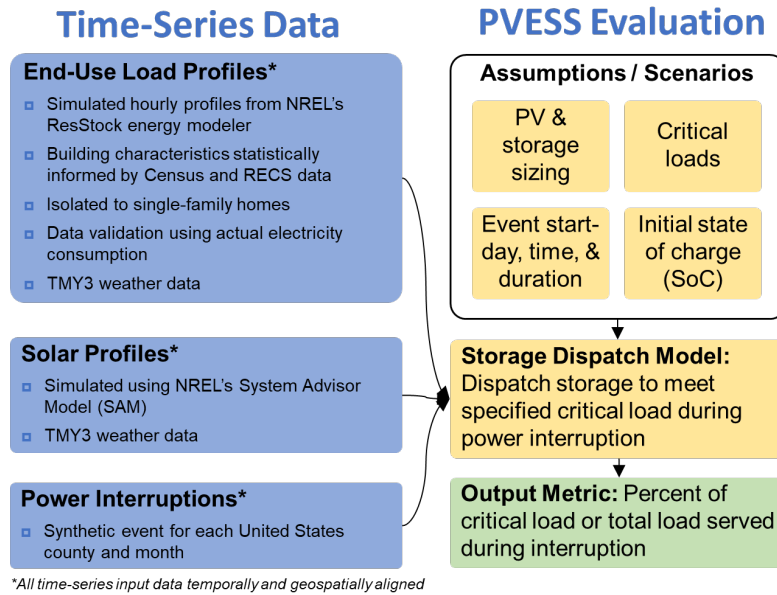 Time-Series Data
End-Use Load Profiles*
Simulated hourly profiles from NREL's
ResStock energy modeler
Building characteristics statistically
informed by Census and RECS data
Isolated to single-family homes
Data validation using actual electricity
consumption
TMY3 weather data
Solar Profiles*
Simulated using NREL's System Advisor
Model (SAM)
TMY3 weather data
Power Interruptions*
Synthetic event for each United States
county and month
*All time-series input data temporally and geospatially aligned
PVESS Evaluation
Assumptions / Scenarios
PV &
storage
sizing
Critical
loads
Event start-
day, time, &
duration
Initial state
of charge
(SoC)
Storage Dispatch Model:
Dispatch storage to meet
specified critical load during
power interruption
Output Metric: Percent of
critical load or total load served
during interruption